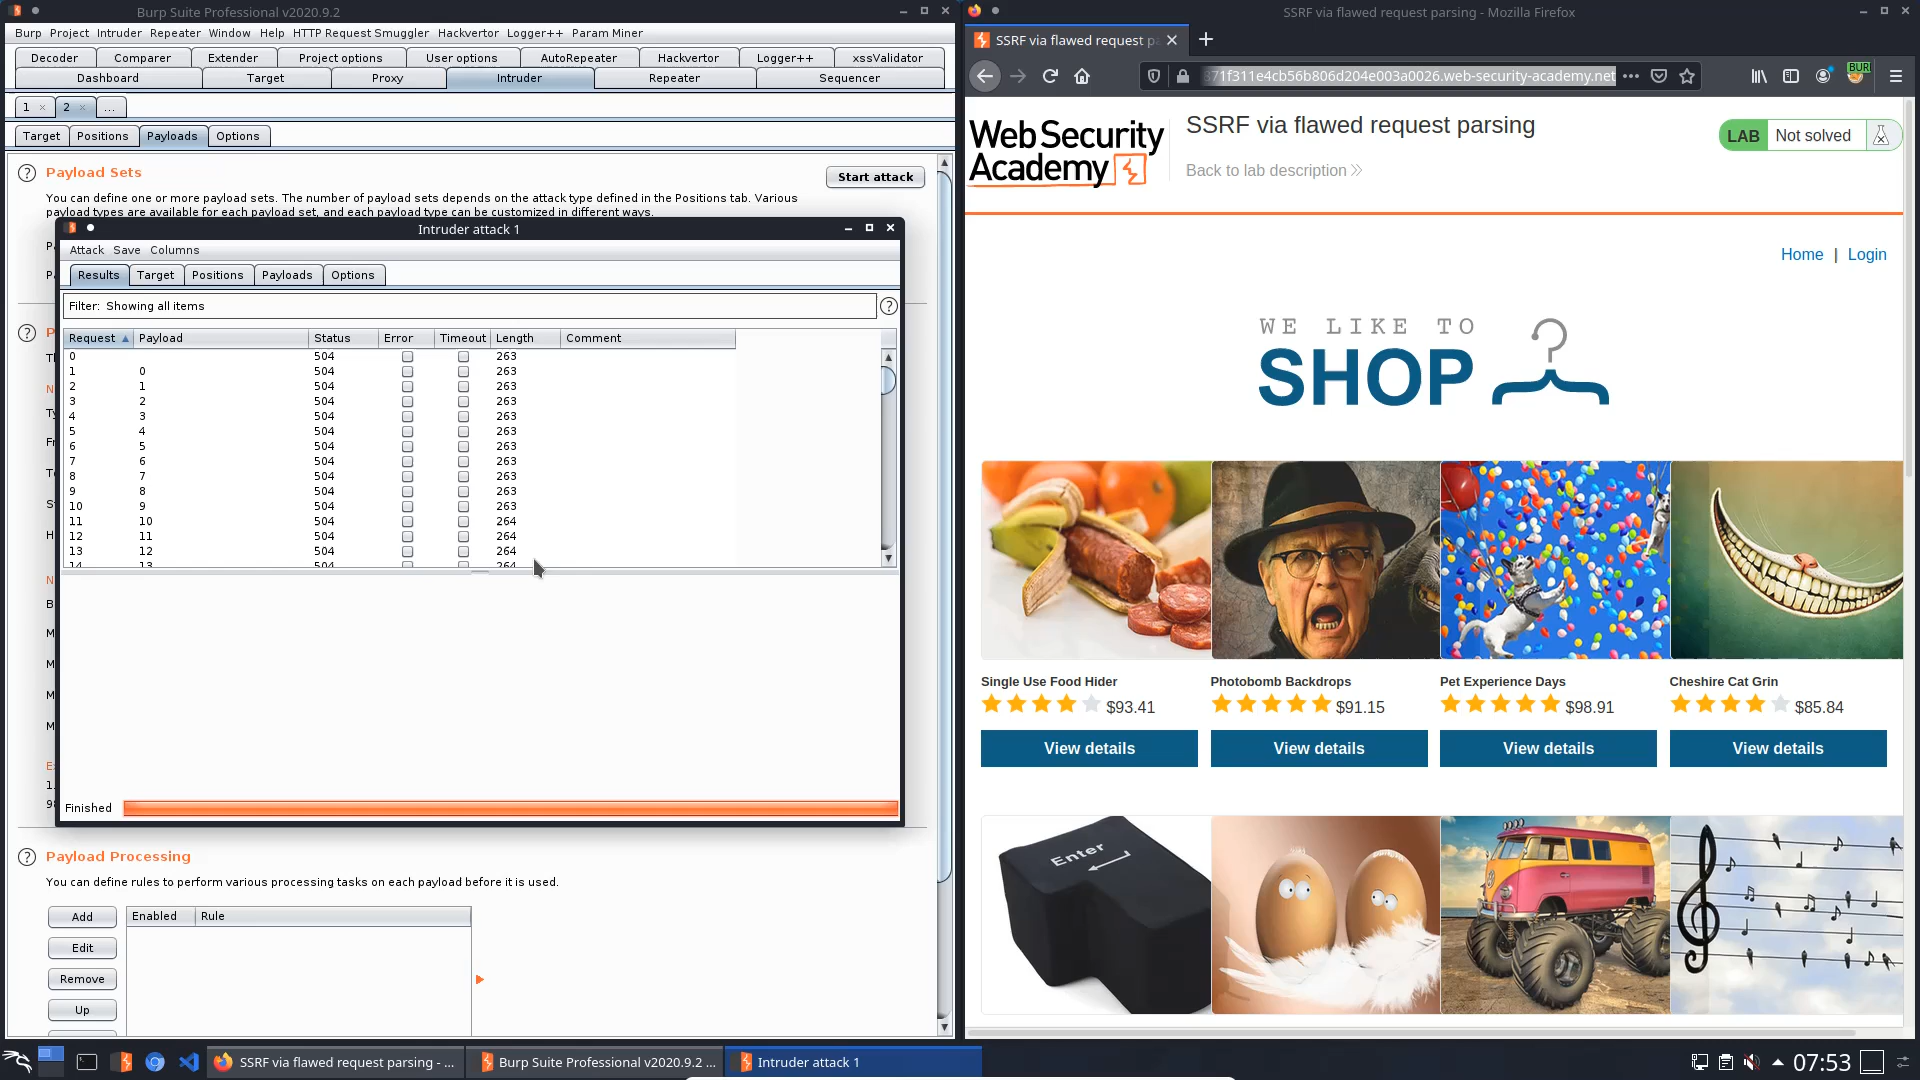 Burp Suite Professional v2020.9.2
Burp Project Intruder Repeater Window Help HTTP Request Smuggler Hackvertor Logger++ Param Miner
Decoder Comparer Extender Project options User options AutoRepeater Hackvertor Logger++ xssValidator
Dashboard Target Proxy Intruder Repeater Sequencer
1 × 2 × ...
Target Positions Payloads Options
? Payload Sets
Start attack
You can define one or more payload sets. The number of payload sets depends on the attack type defined in the Positions tab. Various
payload types are available for each payload set, and each payload type can be customized in different ways.
Intruder attack 1
Attack Save Columns
Results Target Positions Payloads Options
Filter: Showing all items ?
Request Payload Status Error Timeout Length Comment
0 504 263
1 0 504 263
2 1 504 263
3 2 504 263
4 3 504 263
5 4 504 263
6 5 504 263
7 6 504 263
8 7 504 263
9 8 504 263
10 9 504 263
11 10 504 264
12 11 504 264
13 12 504 264
14 13 504 264
Finished
? Payload Processing
You can define rules to perform various processing tasks on each payload before it is used.
Add Enabled Rule
Edit
Remove
Up
SSRF via flawed request parsing - Mozilla Firefox
SSRF via flawed request pa
371f311e4cb56b806d204e003a0026.web-security-academy.net
BUR
WebSecurity
Academy
SSRF via flawed request parsing
Back to lab description
LAB Not solved
Home | Login
WE LIKE TO
SHOP
Single Use Food Hider
$93.41
View details
Photobomb Backdrops
$91.15
View details
Pet Experience Days
$98.91
View details
Cheshire Cat Grin
$85.84
View details
Enter
SSRF via flawed request parsing - ...
Burp Suite Professional v2020.9.2 ...
Intruder attack 1
07:53